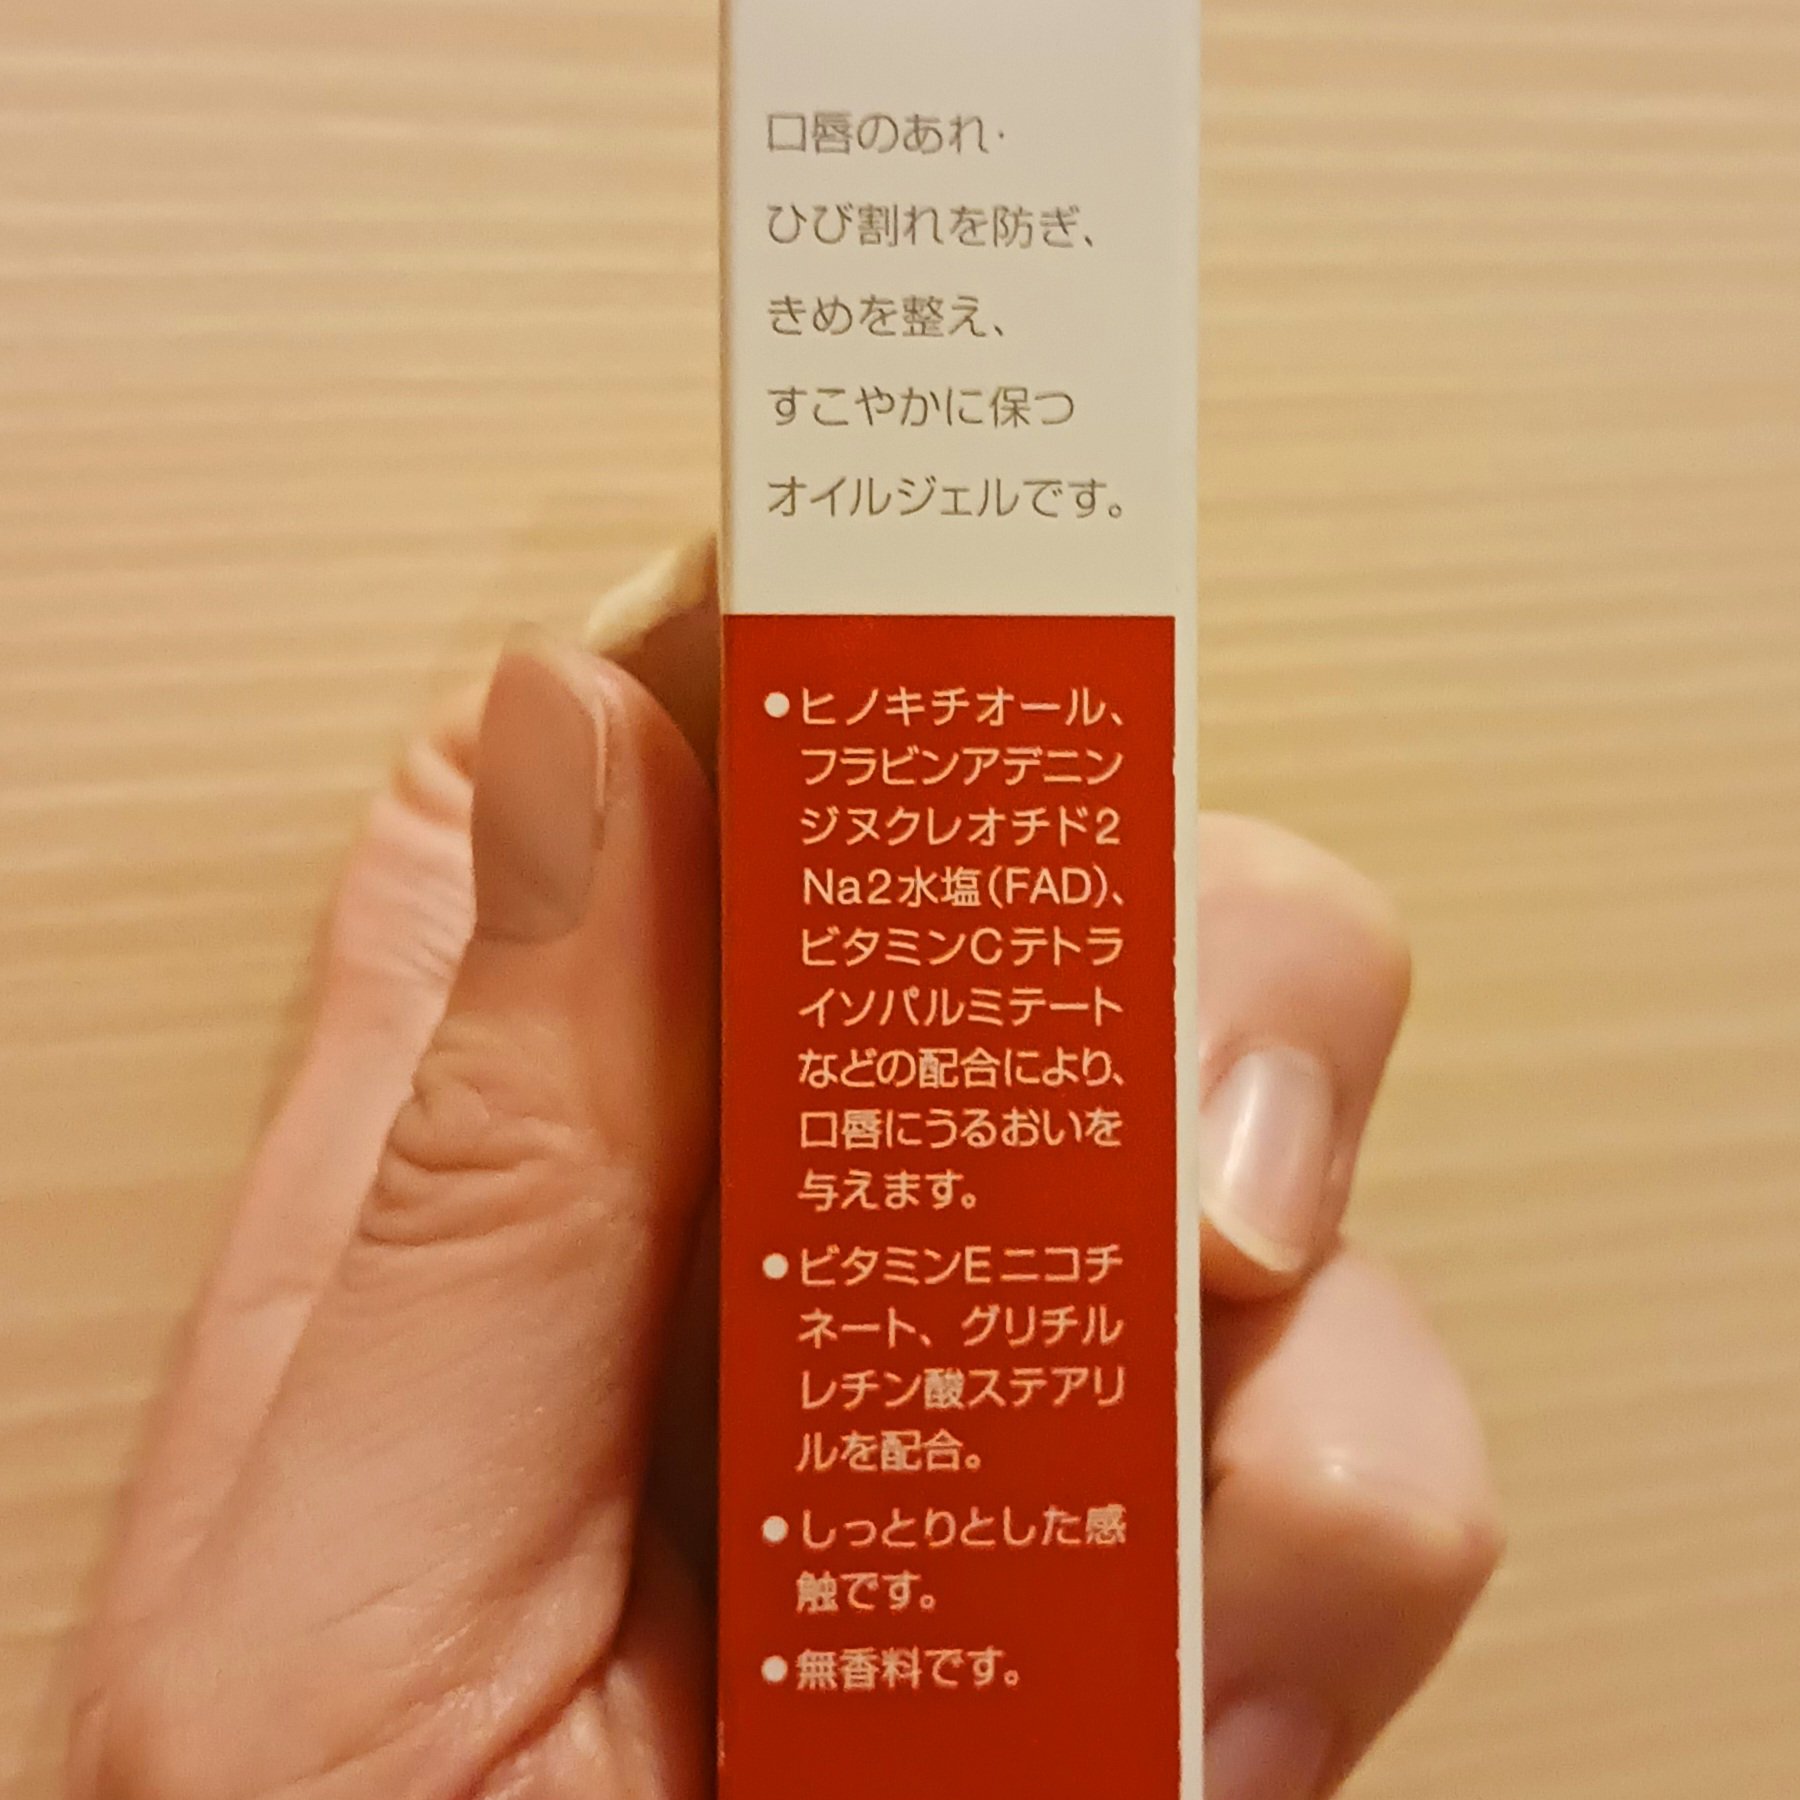 口唇のあれ・
ひび割れを防ぎ、
きめを整え、
すこやかに保つ
オイルジェルです。
●ヒノキチオール、
フラビンアデニン
ジヌクレオチド2
Na2水塩(FAD)、
ビタミンCテトラ
イソパルミテート
などの配合により、
口唇にうるおいを
与えます。
●ビタミンEニコチ
ネート、グリチル
レチン酸ステアリ
ルを配合。
●しっとりとした感
触です。
●無香料です。